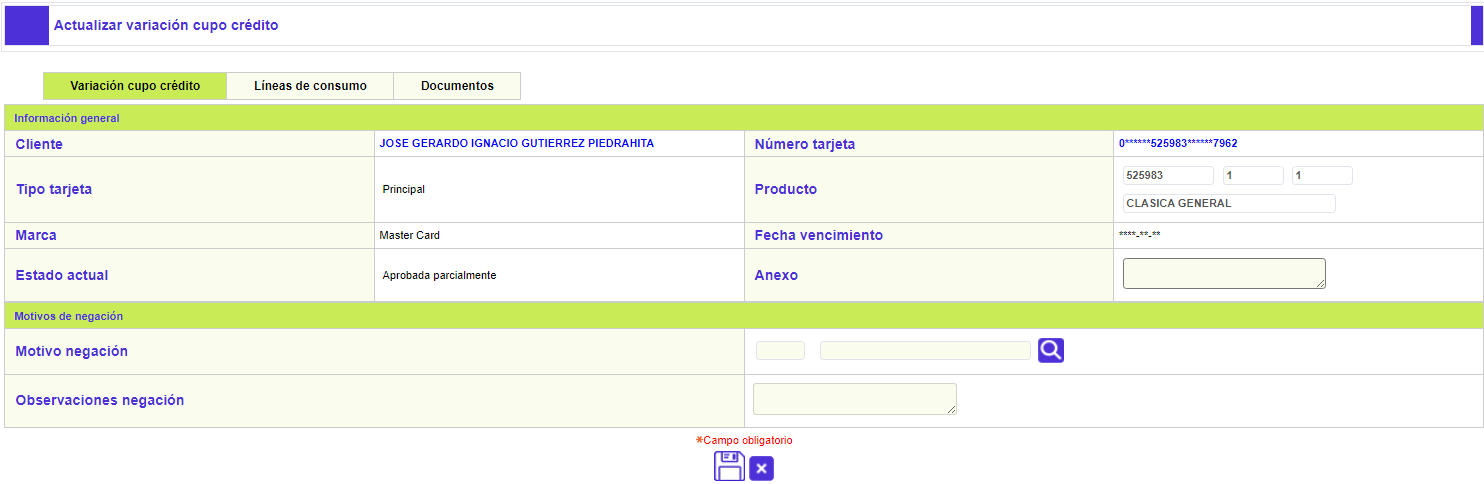 Actualizar variación cupo crédito
Variación cupo crédito Líneas de consumo Documentos
Información general
Cliente JOSE GERARDO IGNACIO GUTIERREZ PIEDRAHITA Número tarjeta 0******525983******7962
Tipo tarjeta Principal Producto 525983 1 1
CLASICA GENERAL
Marca Master Card Fecha vencimiento ****-**-**
Estado actual Aprobada parcialmente Anexo
Motivos de negación
Motivo negación
Observaciones negación
*Campo obligatorio